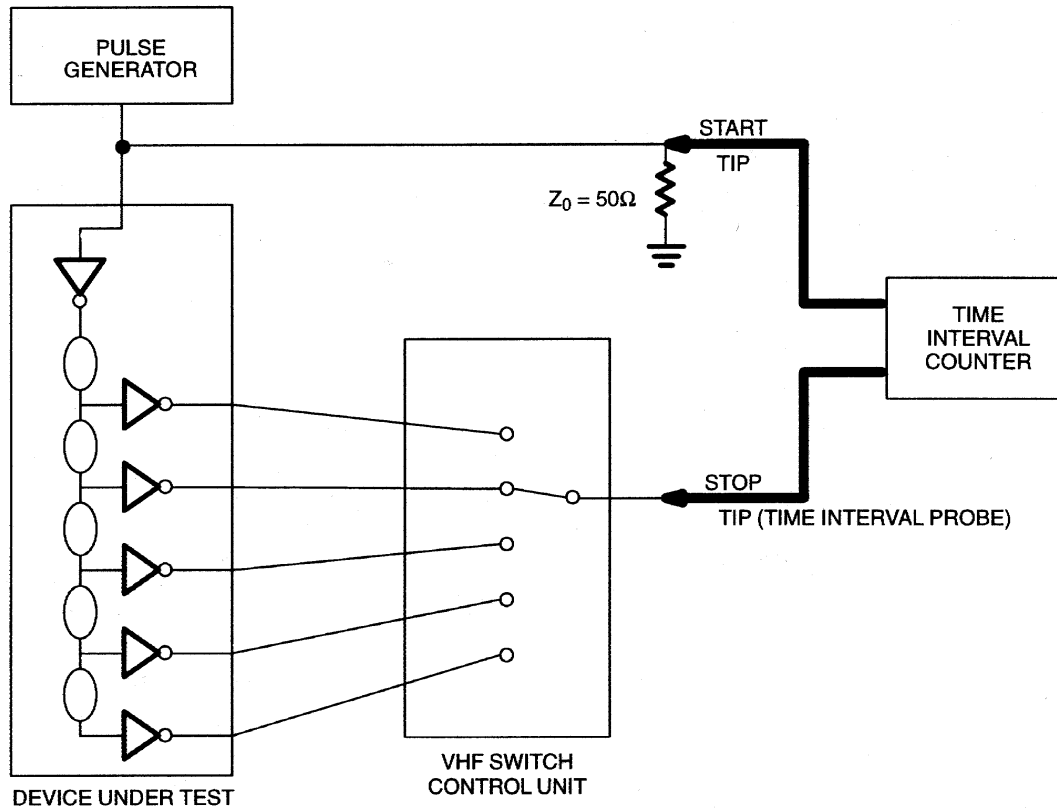 PULSE
GENERATOR
START
TIP
Z₀ = 50Ω
TIME
INTERVAL
COUNTER
STOP
TIP (TIME INTERVAL PROBE)
VHF SWITCH
CONTROL UNIT
DEVICE UNDER TEST